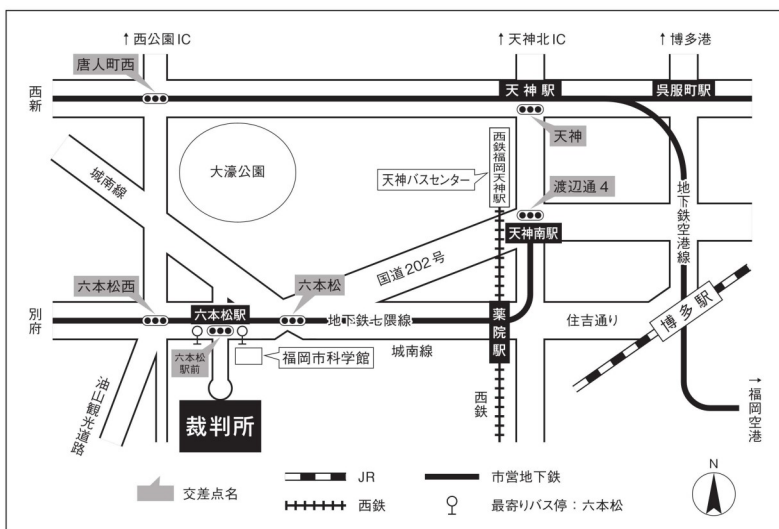 ↑西公園IC
↑天神北IC
↑博多港
唐人町西
西新
天神駅
呉服町駅
天神
城南線
大濠公園
西鉄福岡天神駅
天神バスセンター
渡辺通4
天神南駅
地下鉄空港線
国道202号
六本松西
六本松駅
六本松
別府
地下鉄七隈線
薬院駅
住吉通り
博多駅
六本松駅前
福岡市科学館
城南線
油山観光道路
裁判所
西鉄
→福岡空港
交差点名
JR
市営地下鉄
西鉄
最寄りバス停：六本松
N